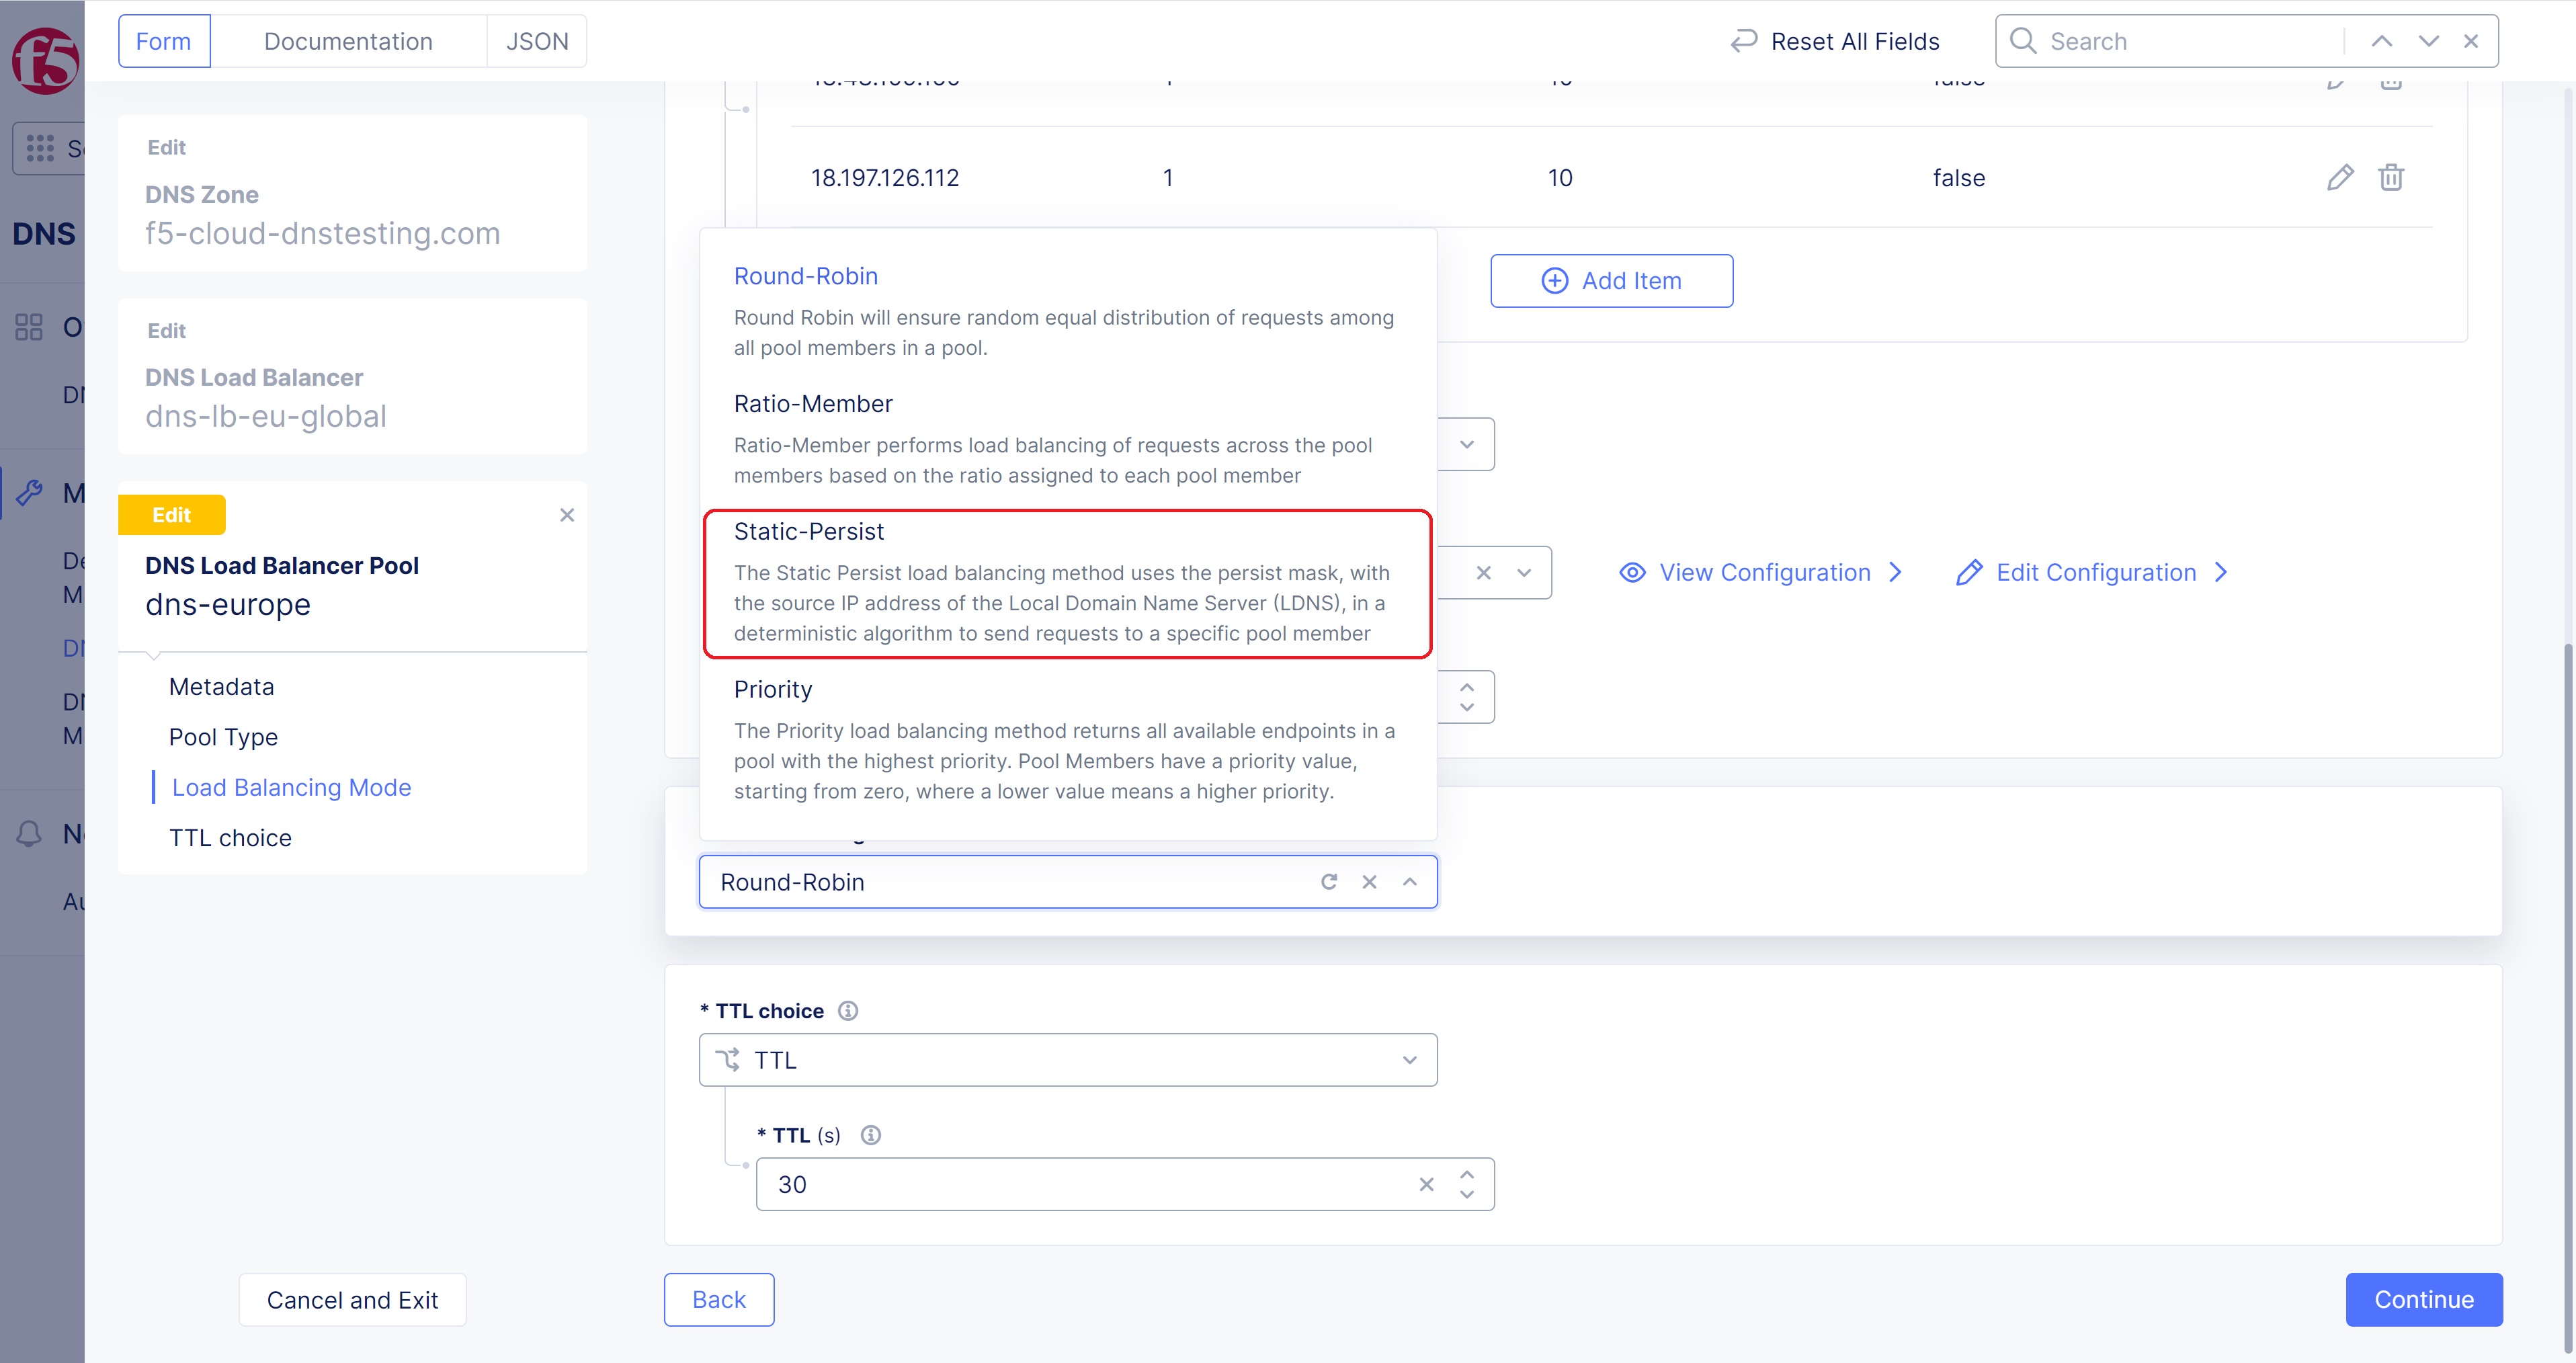 Form
Documentation
JSON
Reset All Fields
Search
f5
DNS
Edit
DNS Zone
f5-cloud-dnstesting.com
Edit
DNS Load Balancer
dns-lb-eu-global
Edit
DNS Load Balancer Pool
dns-europe
Metadata
Pool Type
Load Balancing Mode
TTL choice
Cancel and Exit
18.197.126.112 1 10 false
Add Item
Round-Robin
Round Robin will ensure random equal distribution of requests among
all pool members in a pool.
Ratio-Member
Ratio-Member performs load balancing of requests across the pool
members based on the ratio assigned to each pool member
Static-Persist
The Static Persist load balancing method uses the persist mask, with
the source IP address of the Local Domain Name Server (LDNS), in a
deterministic algorithm to send requests to a specific pool member
Priority
The Priority load balancing method returns all available endpoints in a
pool with the highest priority. Pool Members have a priority value,
starting from zero, where a lower value means a higher priority.
View Configuration
Edit Configuration
Round-Robin
* TTL choice
TTL
* TTL (s)
30
Back
Continue